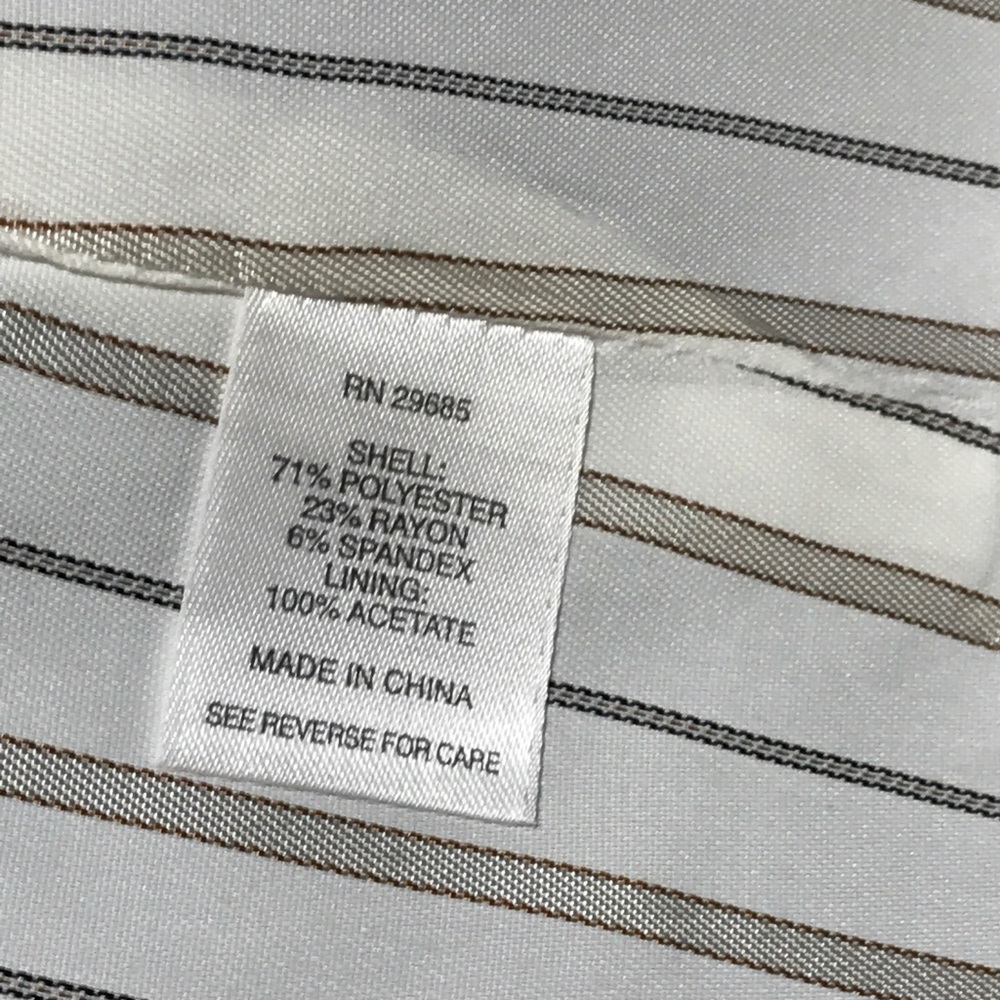 RN 29685
SHELL:
71% POLYESTER
23% RAYON
6% SPANDEX
LINING:
100% ACETATE
MADE IN CHINA
SEE REVERSE FOR CARE